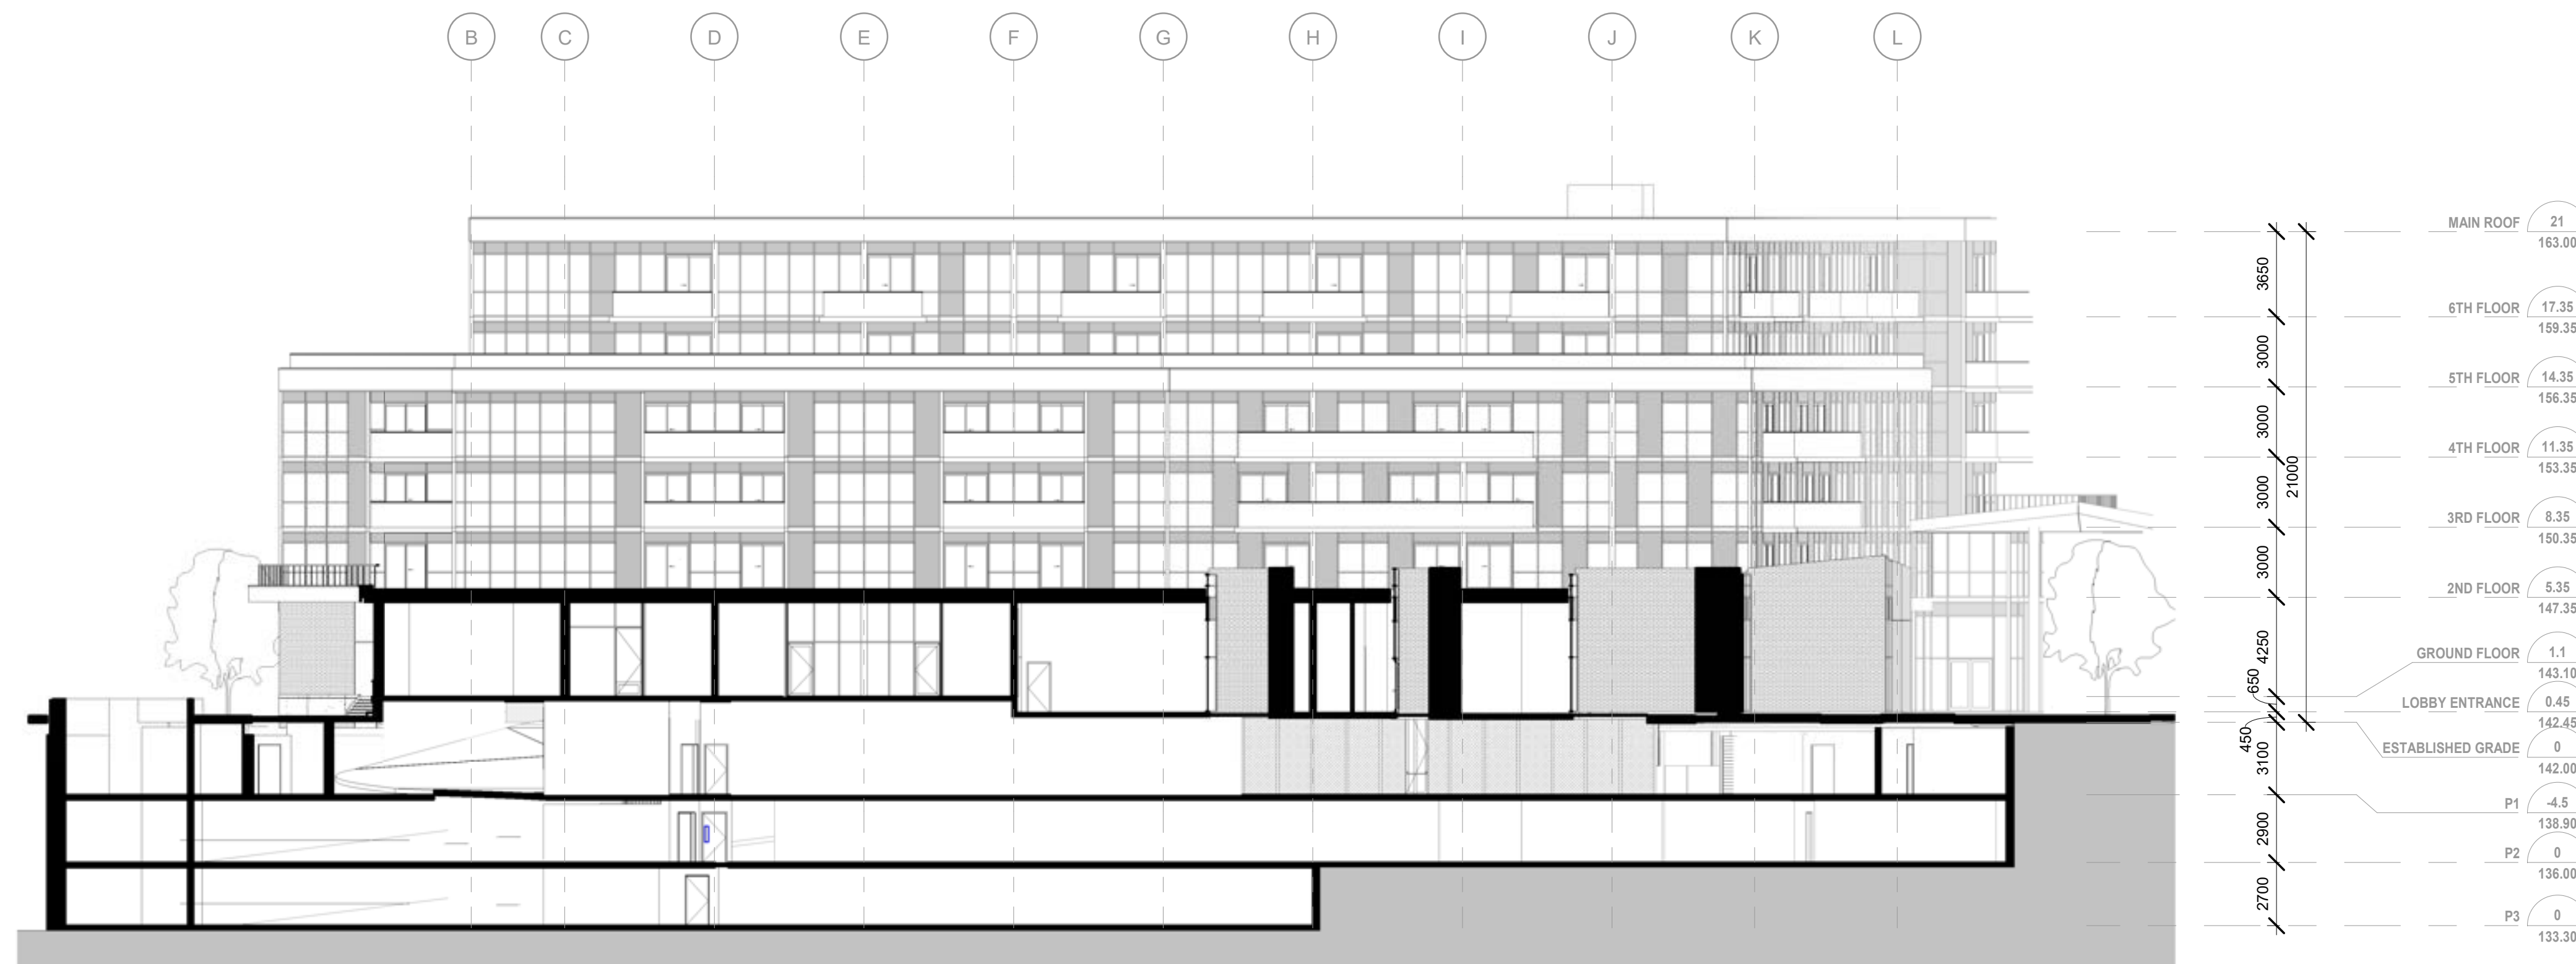 B C D E F G H I J K L
MAIN ROOF 21
163.00
3650
6TH FLOOR 17.35
159.35
3000
5TH FLOOR 14.35
156.35
3000
4TH FLOOR 11.35
153.35
3000
21000
3RD FLOOR 8.35
150.35
3000
2ND FLOOR 5.35
147.35
4250
GROUND FLOOR 1.1
143.10
650
LOBBY ENTRANCE 0.45
142.45
450
ESTABLISHED GRADE 0
142.00
3100
P1 -4.5
138.90
2900
P2 0
136.00
2700
P3 0
133.30